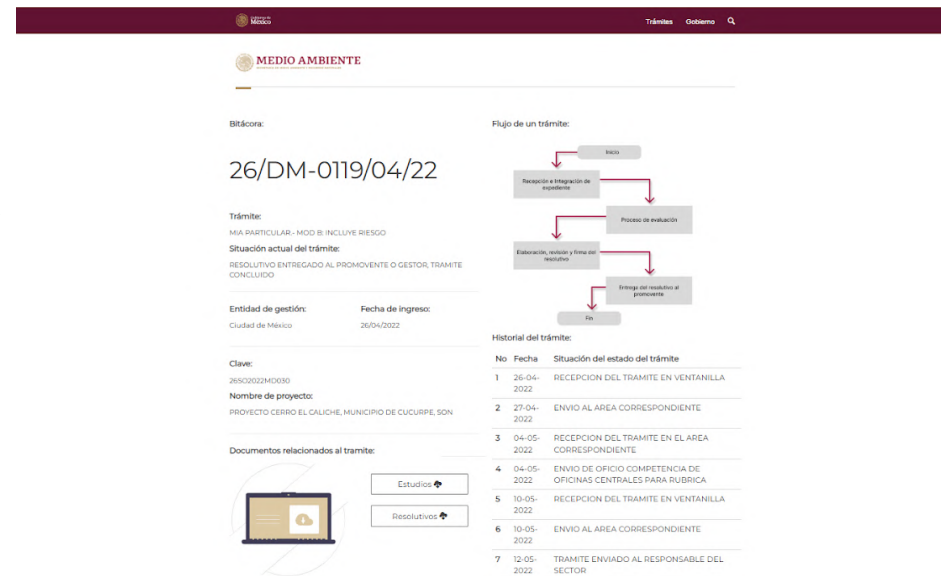 Gobierno de
México
Trámites Gobierno
MEDIO AMBIENTE
Bitácora:
26/DM-0119/04/22
Trámite:
MIA PARTICULAR.- MOD B: INCLUYE RIESGO
Situación actual del trámite:
RESOLUTIVO ENTREGADO AL PROMOVENTE O GESTOR, TRAMITE
CONCLUIDO
Entidad de gestión: Fecha de ingreso:
Ciudad de México 26/04/2022
Clave:
26SO2022MD030
Nombre de proyecto:
PROYECTO CERRO EL CALICHE, MUNICIPIO DE CUCURPE, SON
Documentos relacionados al tramite:
Estudios
Resolutivos
Flujo de un trámite:
Inicio
Recepción e Integración de
expediente
Proceso de evaluación
Elaboración, revisión y firma del
resolutivo
Entrega del resolutivo al
promovente
Fin
Historial del trámite:
No Fecha Situación del estado del trámite
1 26-04- RECEPCION DEL TRAMITE EN VENTANILLA
2022
2 27-04- ENVIO AL AREA CORRESPONDIENTE
2022
3 04-05- RECEPCION DEL TRAMITE EN EL AREA
2022 CORRESPONDIENTE
4 04-05- ENVIO DE OFICIO COMPETENCIA DE
2022 OFICINAS CENTRALES PARA RUBRICA
5 10-05- RECEPCION DEL TRAMITE EN VENTANILLA
2022
6 10-05- ENVIO AL AREA CORRESPONDIENTE
2022
7 12-05- TRAMITE ENVIADO AL RESPONSABLE DEL
2022 SECTOR